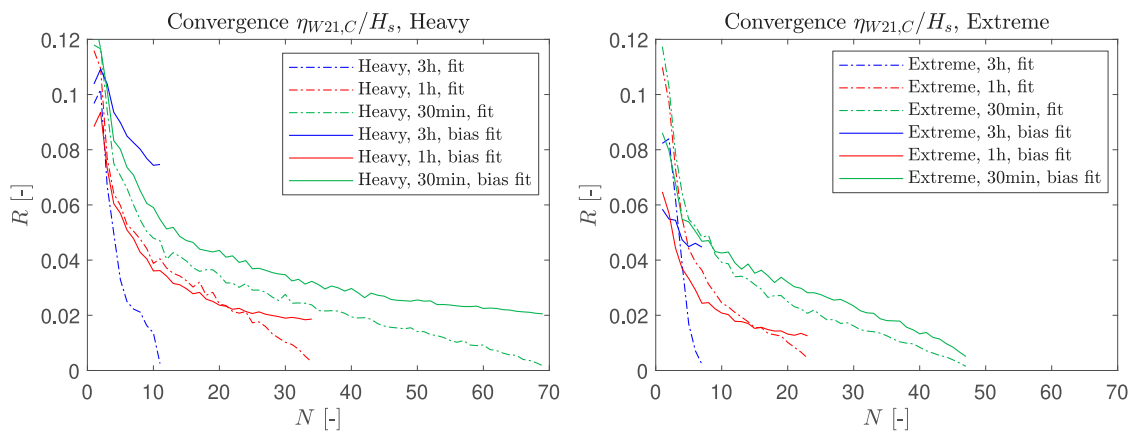 Convergence η_{W21,C}/H_s, Heavy
0.12
0.1
0.08
0.06
0.04
0.02
0
R [-]
Heavy, 3h, fit
Heavy, 1h, fit
Heavy, 30min, fit
Heavy, 3h, bias fit
Heavy, 1h, bias fit
Heavy, 30min, bias fit
0 10 20 30 40 50 60 70
N [-]
Convergence η_{W21,C}/H_s, Extreme
0.12
0.1
0.08
0.06
0.04
0.02
0
R [-]
Extreme, 3h, fit
Extreme, 1h, fit
Extreme, 30min, fit
Extreme, 3h, bias fit
Extreme, 1h, bias fit
Extreme, 30min, bias fit
0 10 20 30 40 50 60 70
N [-]